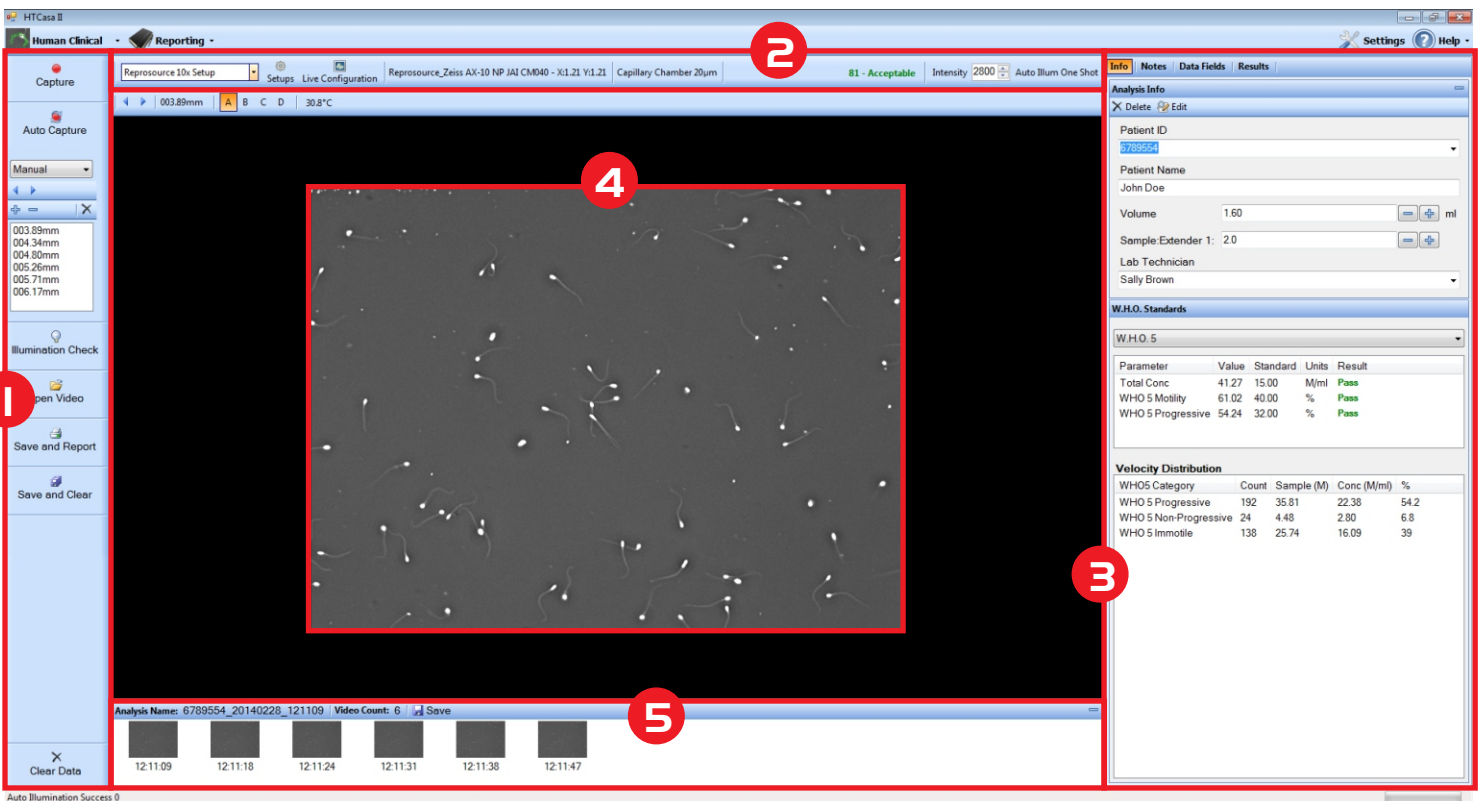 HTCasa II
Human Clinical
Reporting
Settings
Help
1
Capture
Auto Capture
Manual
003.89mm
004.34mm
004.80mm
005.26mm
005.71mm
006.17mm
Illumination Check
pen Video
Save and Report
Save and Clear
Clear Data
2
Reprosource 10x Setup
Setups
Live Configuration
Reprosource_Zeiss AX-10 NP JAI CM040 - X:1.21 Y:1.21
Capillary Chamber 20µm
81 - Acceptable
Intensity 2800
Auto Illum One Shot
003.89mm A B C D 30.8°C
4
5
Analysis Name: 6789554_20140228_121109 Video Count: 6 Save
12:11:09 12:11:18 12:11:24 12:11:31 12:11:38 12:11:47
3
Info Notes Data Fields Results
Analysis Info
Delete Edit
Patient ID
6789554
Patient Name
John Doe
Volume 1.60 ml
Sample:Extender 1: 2.0
Lab Technician
Sally Brown
W.H.O. Standards
W.H.O. 5
Parameter Value Standard Units Result
Total Conc 41.27 15.00 M/ml Pass
WHO 5 Motility 61.02 40.00 % Pass
WHO 5 Progressive 54.24 32.00 % Pass
Velocity Distribution
WHO5 Category Count Sample (M) Conc (M/ml) %
WHO 5 Progressive 192 35.81 22.38 54.2
WHO 5 Non-Progressive 24 4.48 2.80 6.8
WHO 5 Immotile 138 25.74 16.09 39
Auto Illumination Success 0